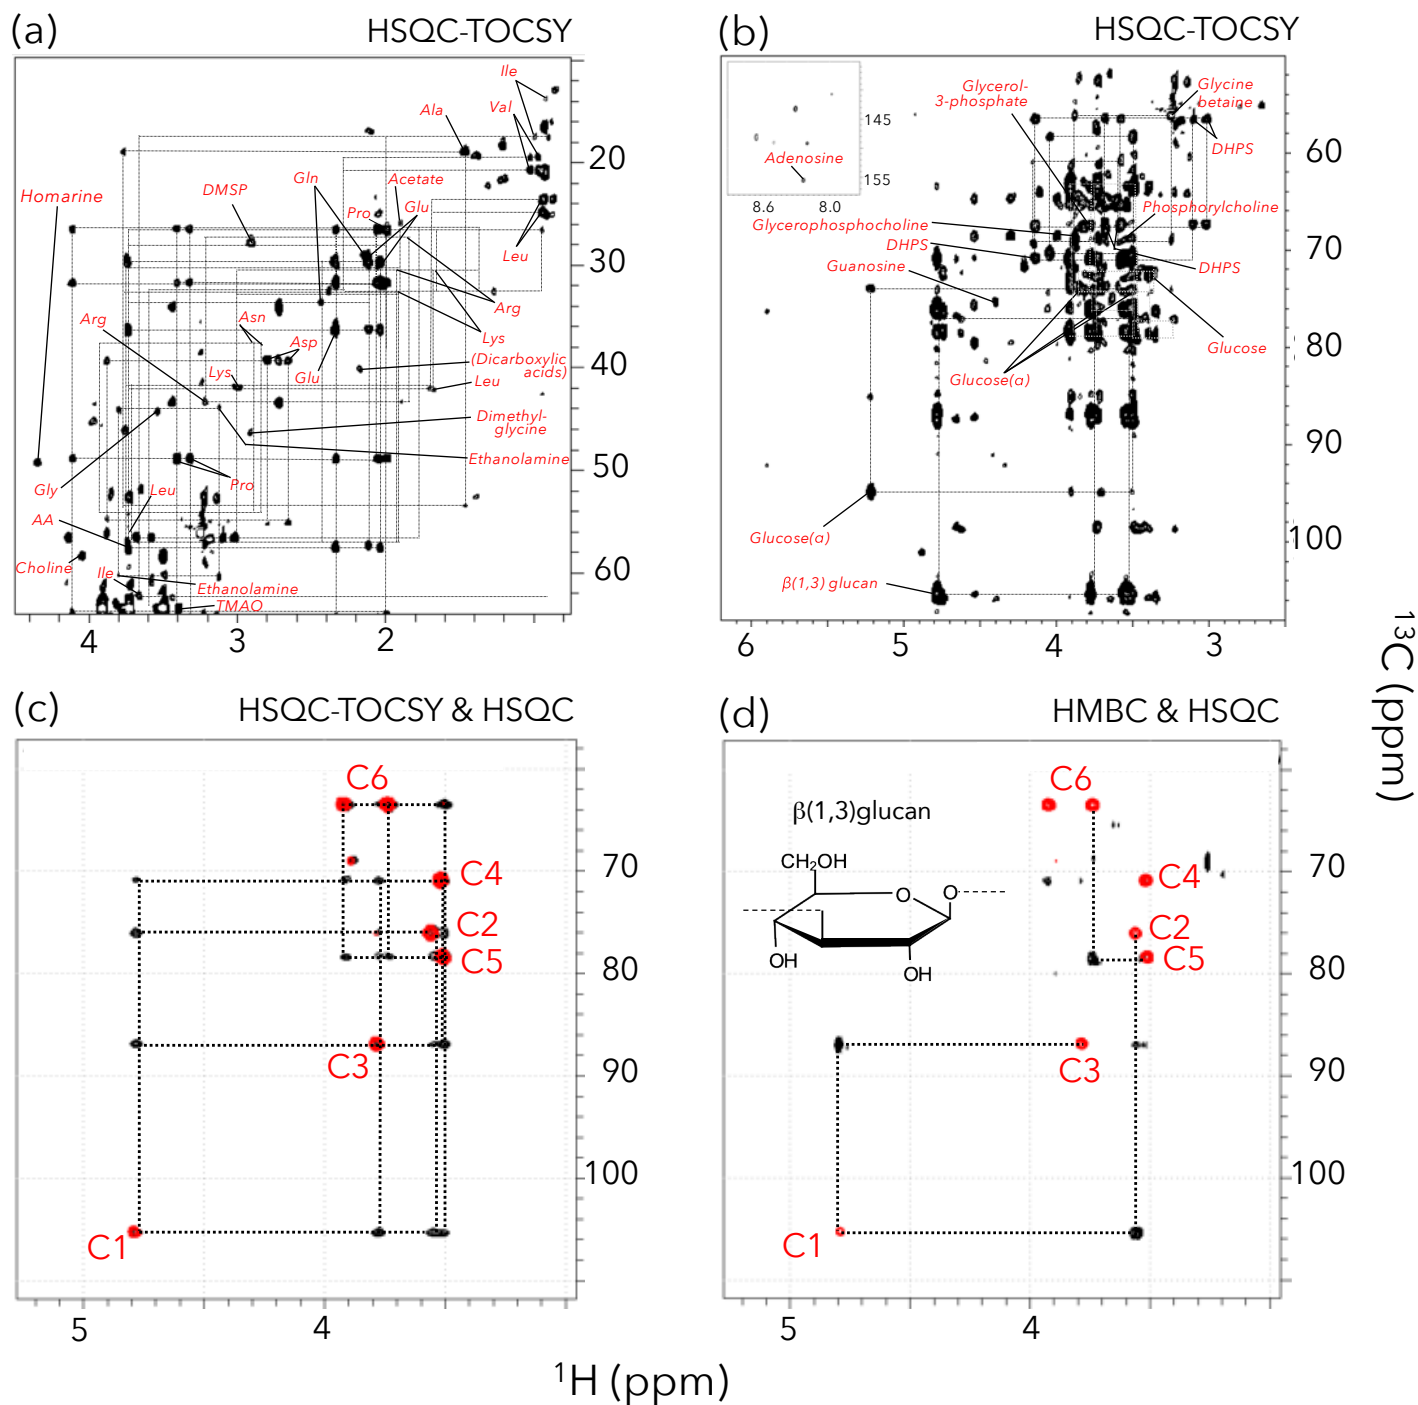 (a)
HSQC-TOCSY
Ile
Val
Ala
Homarine
DMSP
Gln
Acetate
Pro
Glu
Leu
Arg
Arg
Asn
Asp
Lys
Lys
Glu
(Dicarboxylic
acids)
Leu
Dimethyl-
glycine
Ethanolamine
Gly
Leu
Pro
AA
Choline
Ile
Ethanolamine
TMAO
20
30
40
50
60
4
3
2
(b)
HSQC-TOCSY
145
155
Adenosine
8.6
8.0
Glycerol-
3-phosphate
Glycine
betaine
DHPS
Glycerophosphocholine
Phosphorylcholine
DHPS
Guanosine
DHPS
Glucose
Glucose(α)
Glucose(α)
β(1,3) glucan
60
70
80
90
100
6
5
4
3
13C (ppm)
(c)
HSQC-TOCSY & HSQC
C6
C4
C2
C5
C3
C1
70
80
90
100
5
4
(d)
HMBC & HSQC
C6
β(1,3)glucan
CH2OH
O
O
OH
OH
C4
C2
C5
C3
C1
70
80
90
100
5
4
1H (ppm)